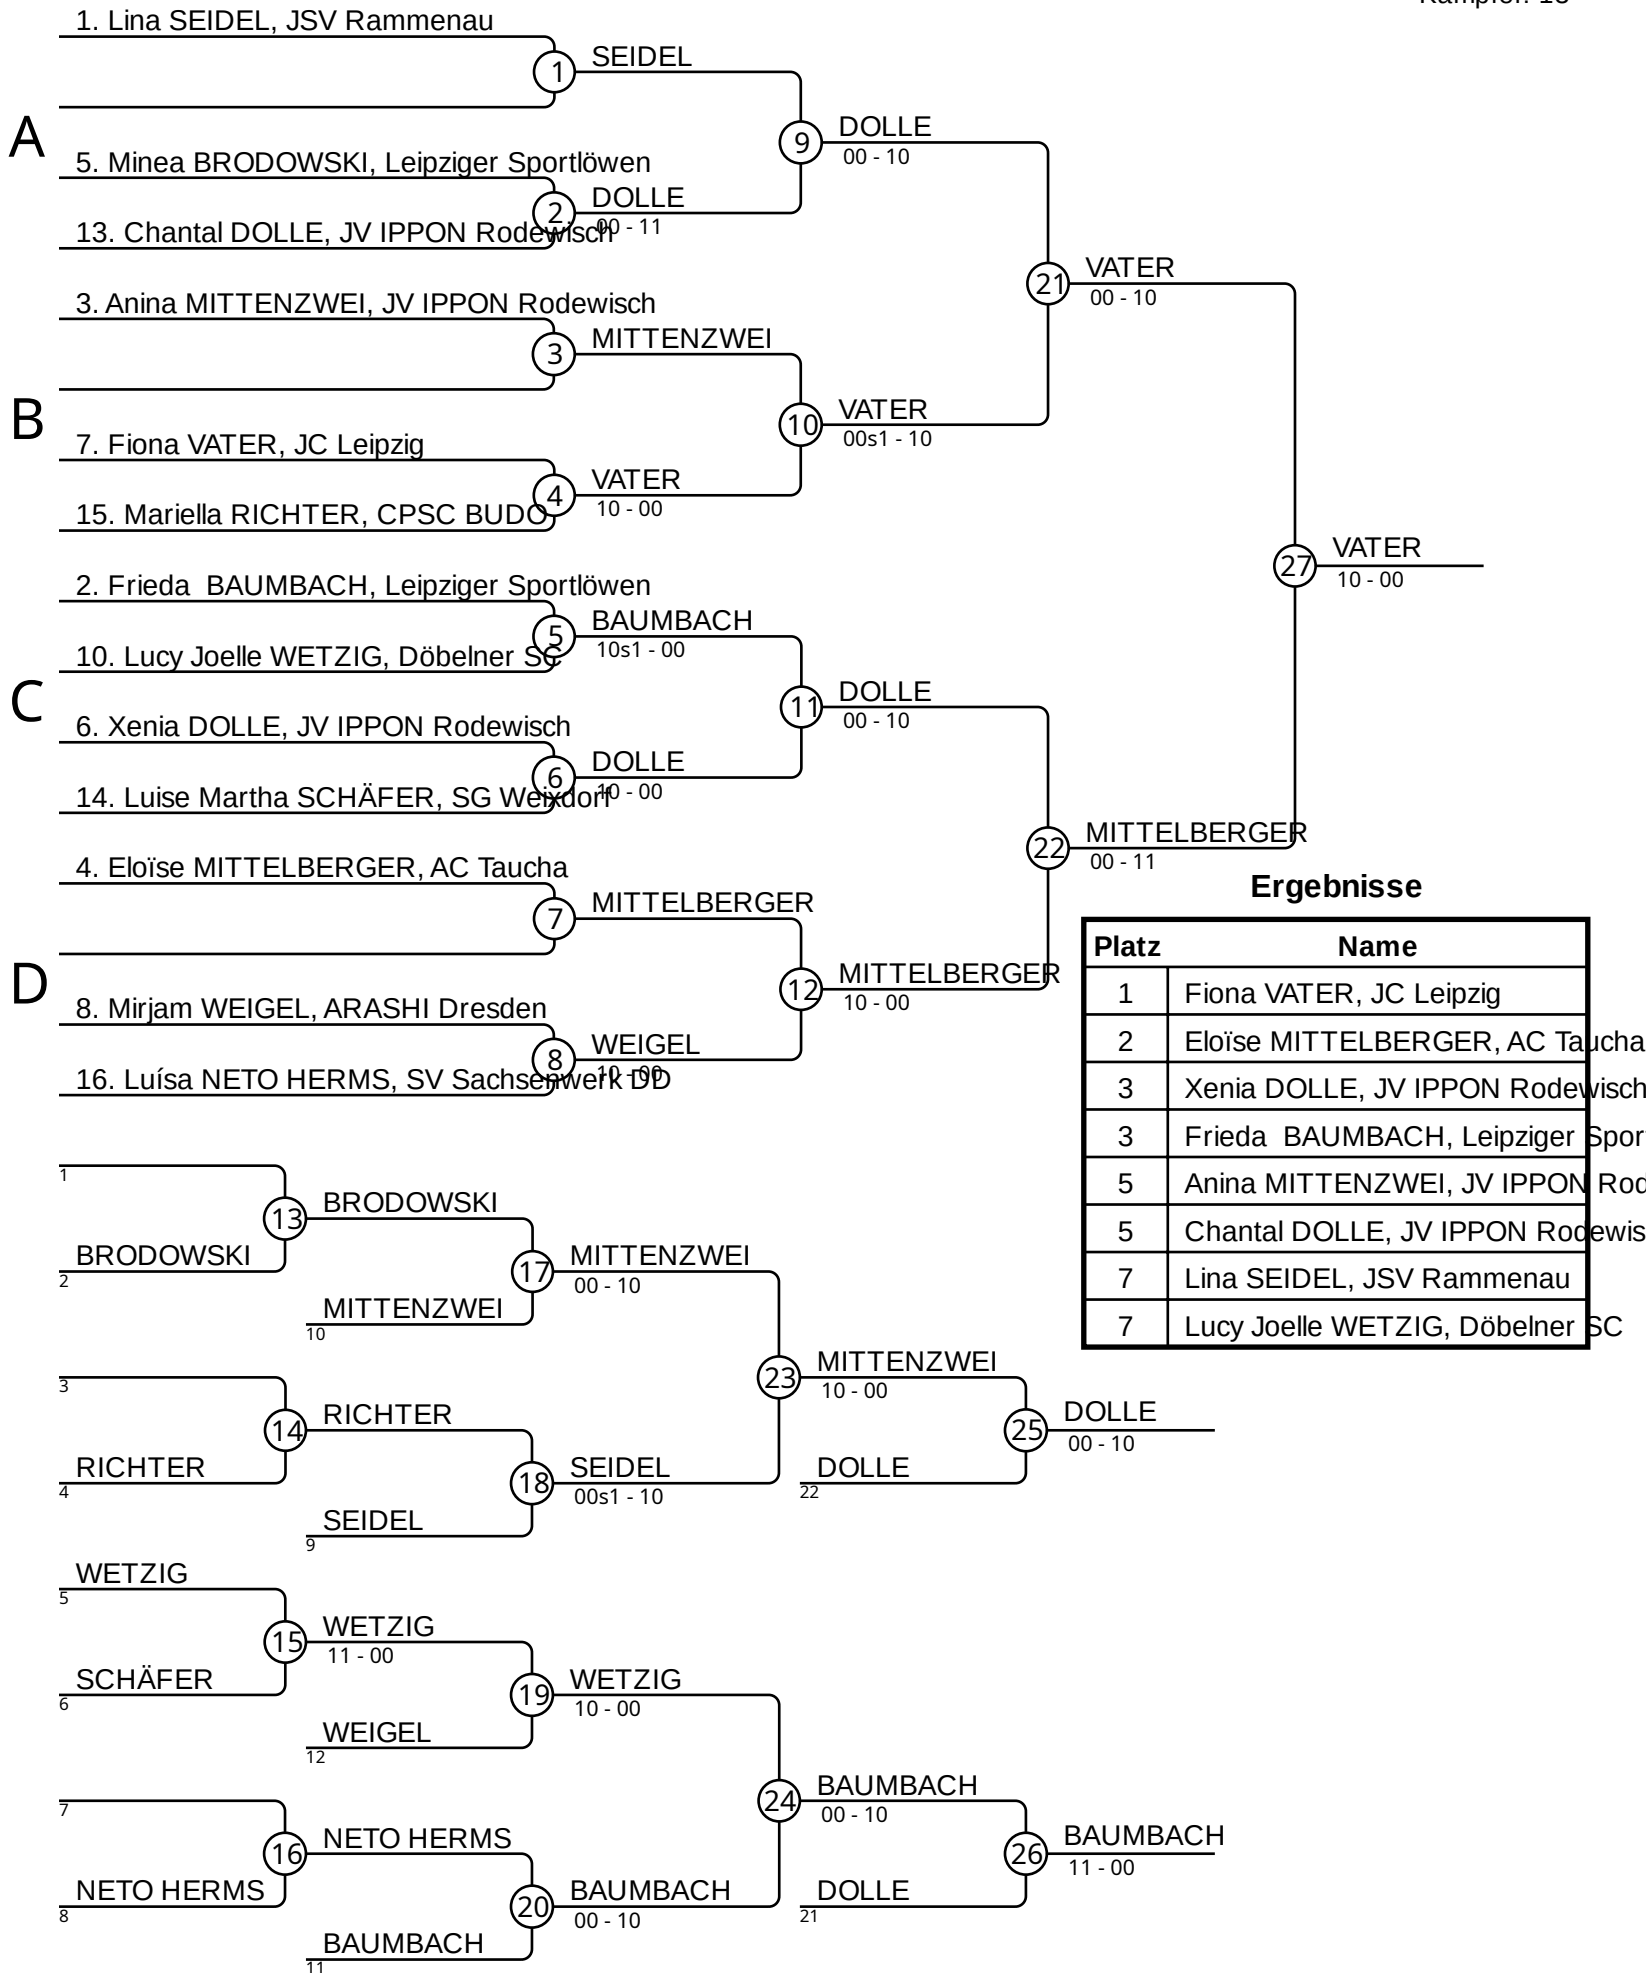 1. Lina SEIDEL, JSV Rammenau
1
SEIDEL
A
9
DOLLE
00 - 10
5. Minea BRODOWSKI, Leipziger Sportlöwen
2
DOLLE
00 - 11
13. Chantal DOLLE, JV IPPON Rodewisch
21
VATER
00 - 10
3. Anina MITTENZWEI, JV IPPON Rodewisch
3
MITTENZWEI
B
10
VATER
00s1 - 10
7. Fiona VATER, JC Leipzig
4
VATER
10 - 00
15. Mariella RICHTER, CPSC BUDO
27
VATER
10 - 00
2. Frieda  BAUMBACH, Leipziger Sportlöwen
5
BAUMBACH
10s1 - 00
10. Lucy Joelle WETZIG, Döbelner SC
C
11
DOLLE
00 - 10
6. Xenia DOLLE, JV IPPON Rodewisch
6
DOLLE
10 - 00
14. Luise Martha SCHÄFER, SG Weixdorf
22
MITTELBERGER
00 - 11
4. Eloïse MITTELBERGER, AC Taucha
7
MITTELBERGER
D
12
MITTELBERGER
10 - 00
8. Mirjam WEIGEL, ARASHI Dresden
8
WEIGEL
10 - 00
16. Luísa NETO HERMS, SV Sachsenwerk DD
Ergebnisse
Platz Name
1 Fiona VATER, JC Leipzig
2 Eloïse MITTELBERGER, AC Taucha
3 Xenia DOLLE, JV IPPON Rodewisch
3 Frieda  BAUMBACH, Leipziger
5 Anina MITTENZWEI, JV IPPON
5 Chantal DOLLE, JV IPPON
7 Lina SEIDEL, JSV Rammenau
7 Lucy Joelle WETZIG, Döbelner SC
1
13
BRODOWSKI
BRODOWSKI
2
17
MITTENZWEI
00 - 10
MITTENZWEI
10
23
MITTENZWEI
10 - 00
3
14
RICHTER
RICHTER
4
18
SEIDEL
00s1 - 10
SEIDEL
9
25
DOLLE
00 - 10
DOLLE
22
WETZIG
5
15
WETZIG
11 - 00
SCHÄFER
6
19
WETZIG
10 - 00
WEIGEL
12
24
BAUMBACH
00 - 10
7
16
NETO HERMS
NETO HERMS
8
20
BAUMBACH
00 - 10
BAUMBACH
11
26
BAUMBACH
11 - 00
DOLLE
21